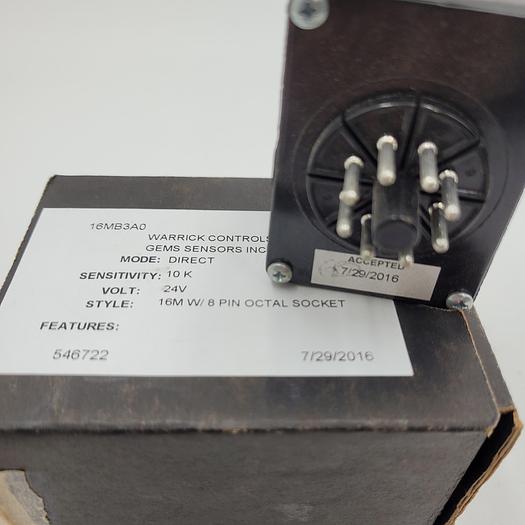 16MB3A0
WARRICK CONTROLS
GEMS SENSORS INC
MODE: DIRECT
SENSITIVITY: 10 K
VOLT: 24V
STYLE: 16M W/ 8 PIN OCTAL SOCKET
FEATURES:
546722 7/29/2016
ACCEPTED
7/29/2016